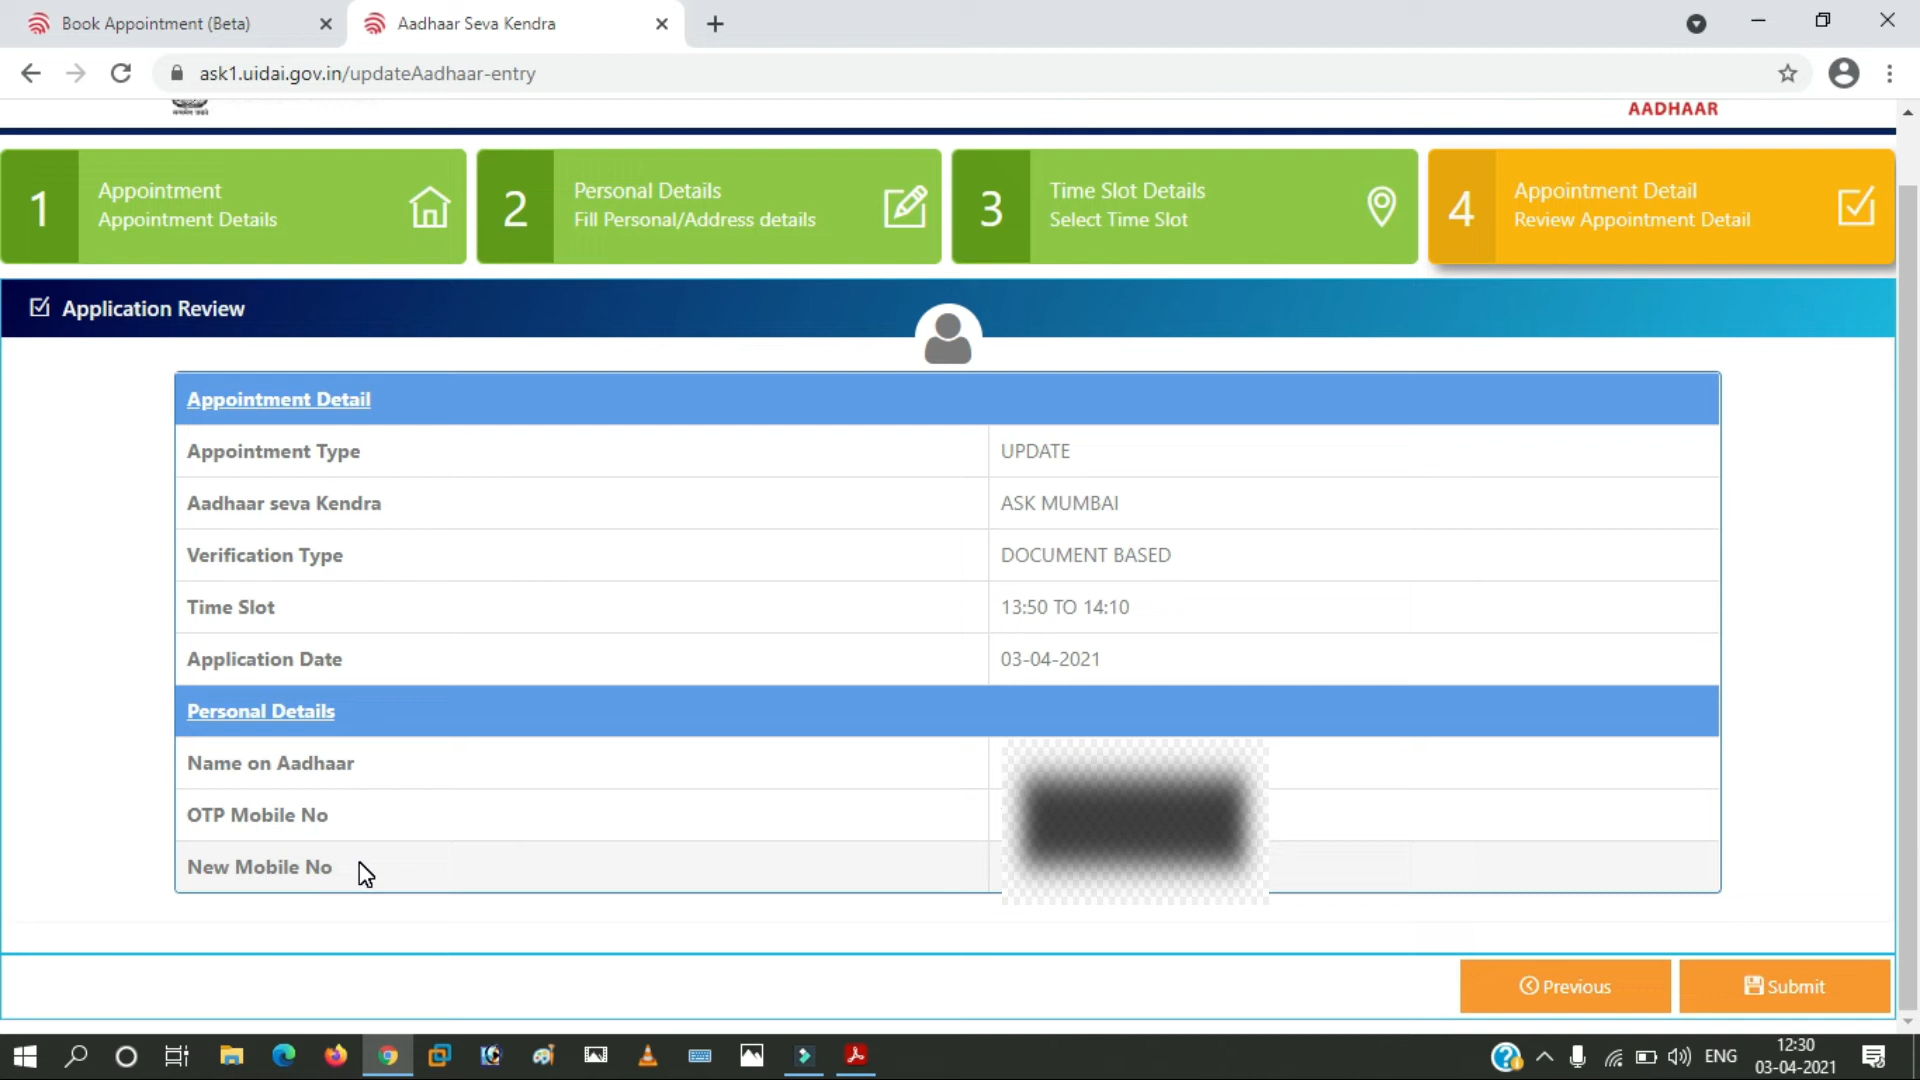 Book Appointment (Beta)
Aadhaar Seva Kendra
ask1.uidai.gov.in/updateAadhaar-entry
AADHAAR
1
Appointment
Appointment Details
2
Personal Details
Fill Personal/Address details
3
Time Slot Details
Select Time Slot
4
Appointment Detail
Review Appointment Detail
Application Review
Appointment Detail
Appointment Type UPDATE
Aadhaar seva Kendra ASK MUMBAI
Verification Type DOCUMENT BASED
Time Slot 13:50 TO 14:10
Application Date 03-04-2021
Personal Details
Name on Aadhaar
OTP Mobile No
New Mobile No
Previous
Submit
ENG
12:30
03-04-2021